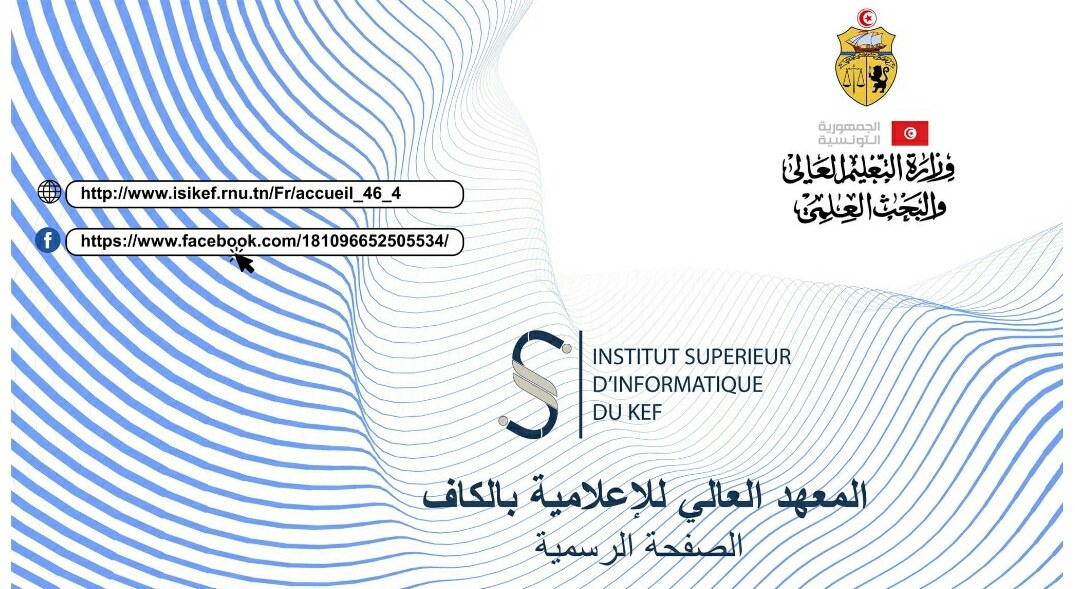 الجمهورية
التونسية
وزارة التعليم العالي
والبحث العلمي
http://www.isikef.rnu.tn/Fr/accueil_46_4
https://www.facebook.com/181096652505534/
INSTITUT SUPERIEUR
D'INFORMATIQUE
DU KEF
المعهد العالي للإعلامية بالكاف
الصفحة الرسمية